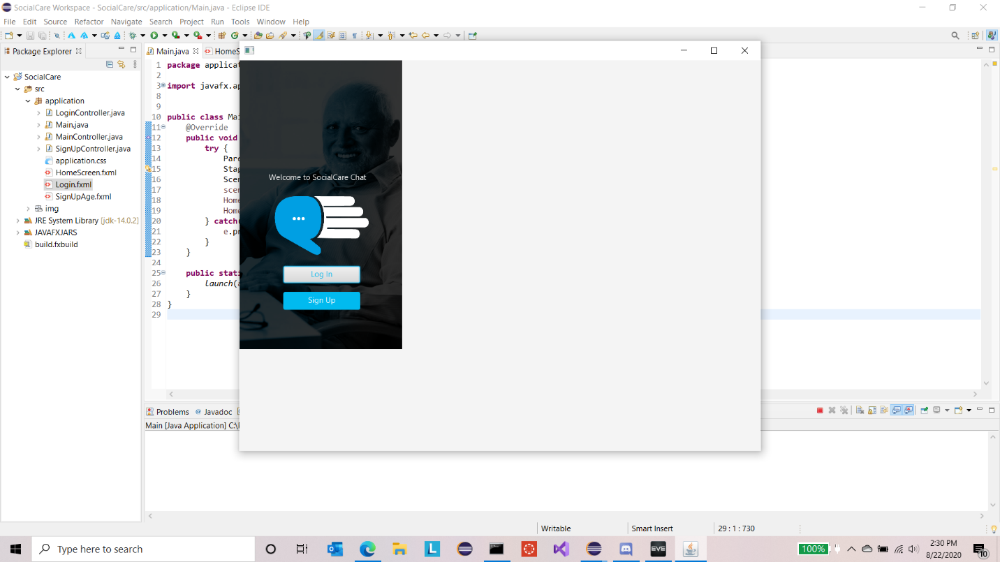 SocialCare Workspace - SocialCare/src/application/Main.java - Eclipse IDE
File Edit Source Refactor Navigate Search Project Run Tools Window Help
Package Explorer
SocialCare
src
application
LoginController.java
Main.java
MainController.java
SignUpController.java
application.css
HomeScreen.fxml
Login.fxml
SignUpAge.fxml
img
JRE System Library [jdk-14.0.2]
JAVAFXJARS
build.fxbuild
Main.java HomeS
1 package applicat
2
3 import javafx.ap
8
9
10 public class Mai
11 @Override
12 public void
13 try {
14 Pare
15 Stag
16 Scen
17 scen
18 Home
19 Home
20 } catch(
21 e.pr
22 }
23 }
24
25 public stati
26 launch(a
27 }
28 }
29
Welcome to SocialCare Chat
Log In
Sign Up
Problems @ Javadoc
Main [Java Application] C:\P
Writable Smart Insert 29 : 1 : 730
Type here to search
L
EVE
100%
2:30 PM
8/22/2020
10